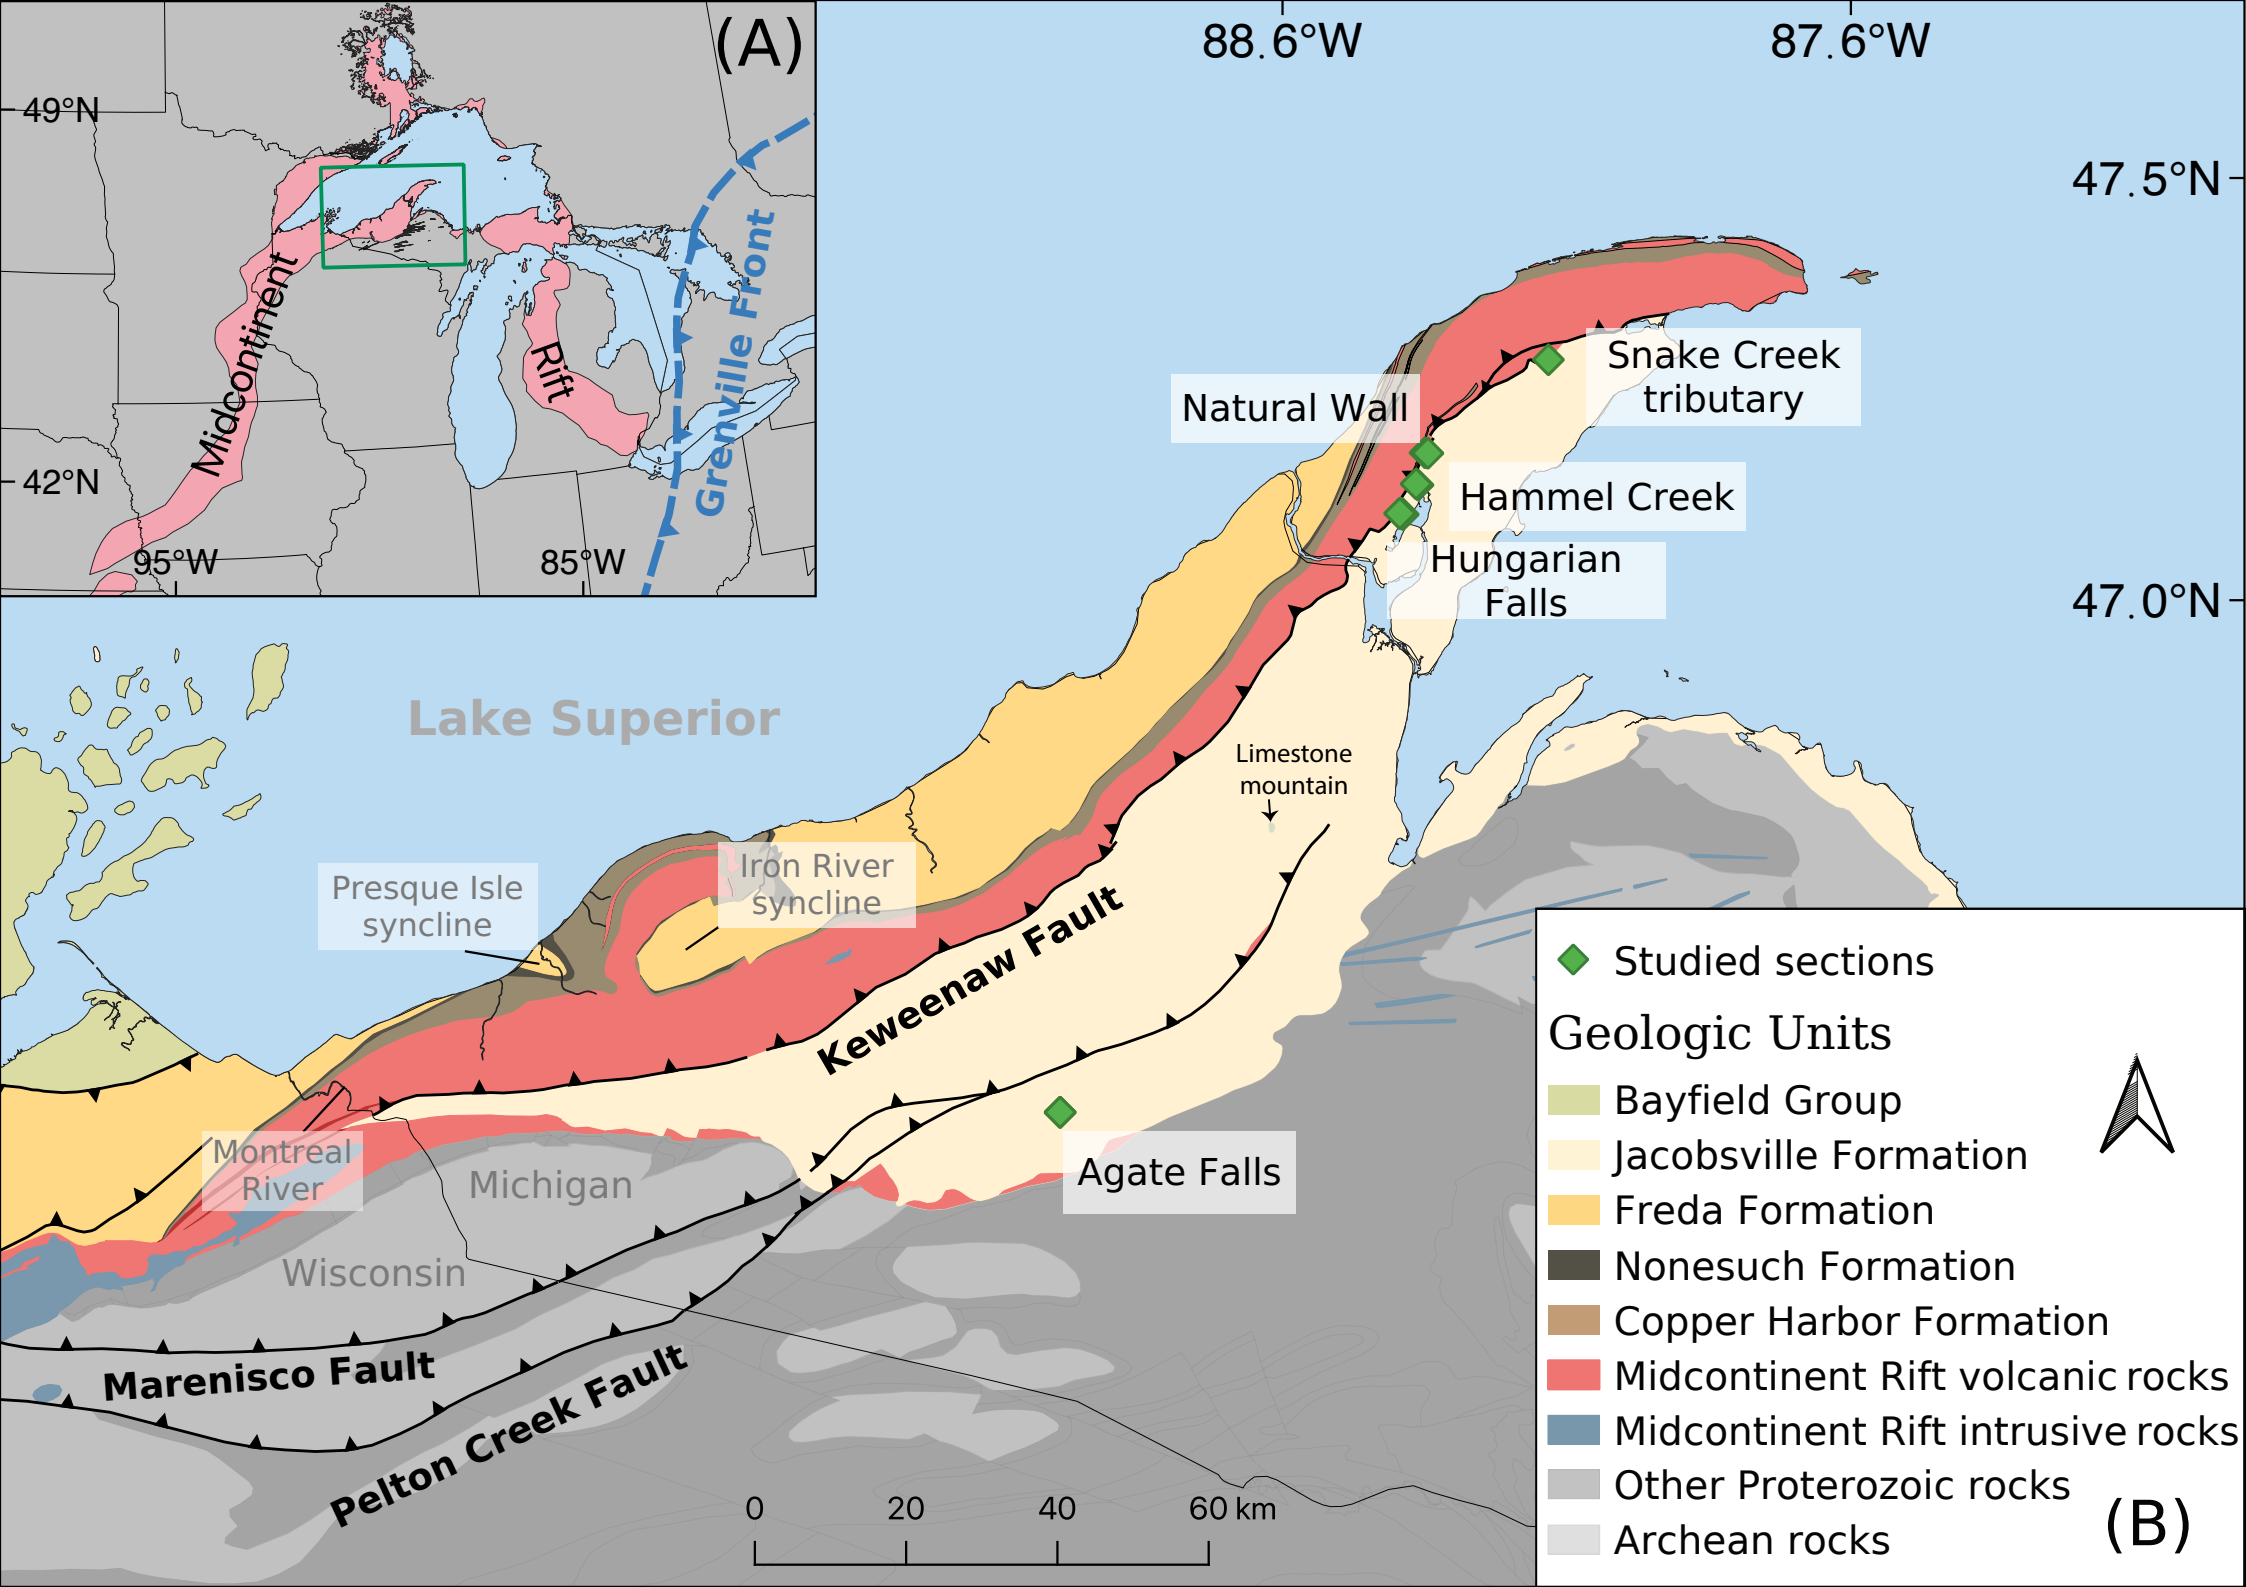 (A)
49°N
42°N
95°W
85°W
Midcontinent
Rift
Grenville Front
88.6°W
87.6°W
47.5°N
47.0°N
Snake Creek
tributary
Natural Wall
Hammel Creek
Hungarian
Falls
Lake Superior
Limestone
mountain
Iron River
syncline
Presque Isle
syncline
Keweenaw Fault
Montreal
River
Michigan
Agate Falls
Wisconsin
Marenisco Fault
Pelton Creek Fault
0 20 40 60 km
Studied sections
Geologic Units
Bayfield Group
Jacobsville Formation
Freda Formation
Nonesuch Formation
Copper Harbor Formation
Midcontinent Rift volcanic rocks
Midcontinent Rift intrusive rocks
Other Proterozoic rocks
Archean rocks
(B)